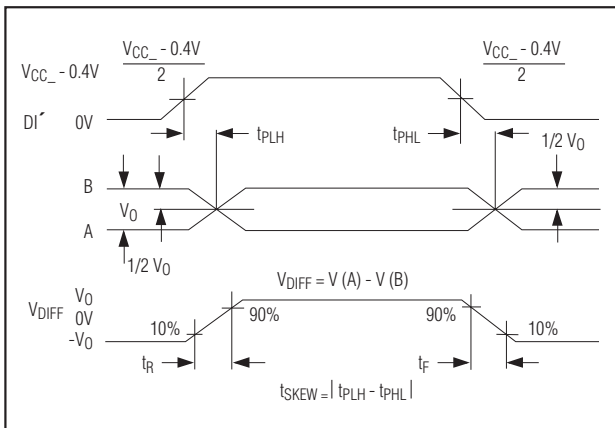 VCC_ - 0.4V
VCC_ - 0.4V
2
VCC_ - 0.4V
2
DI´
0V
tPLH
tPHL
1/2 VO
B
VO
A
1/2 VO
VDIFF = V (A) - V (B)
VO
VDIFF 0V
-VO
10%
90%
90%
10%
tR
tF
tSKEW = | tPLH - tPHL |